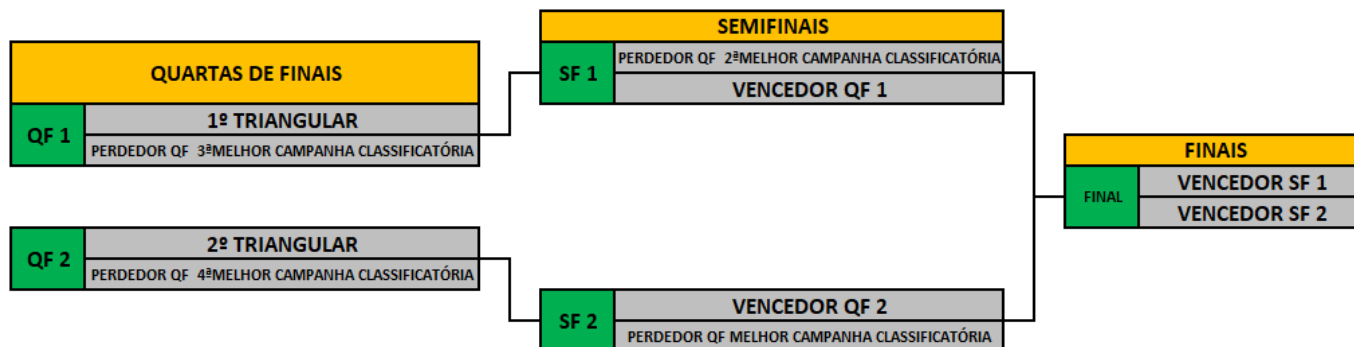 QUARTAS DE FINAIS
QF 1
1º TRIANGULAR
PERDEDOR QF 3ªMELHOR CAMPANHA CLASSIFICATÓRIA
QF 2
2º TRIANGULAR
PERDEDOR QF 4ªMELHOR CAMPANHA CLASSIFICATÓRIA
SEMIFINAIS
SF 1
PERDEDOR QF 2ªMELHOR CAMPANHA CLASSIFICATÓRIA
VENCEDOR QF 1
SF 2
VENCEDOR QF 2
PERDEDOR QF MELHOR CAMPANHA CLASSIFICATÓRIA
FINAIS
FINAL
VENCEDOR SF 1
VENCEDOR SF 2